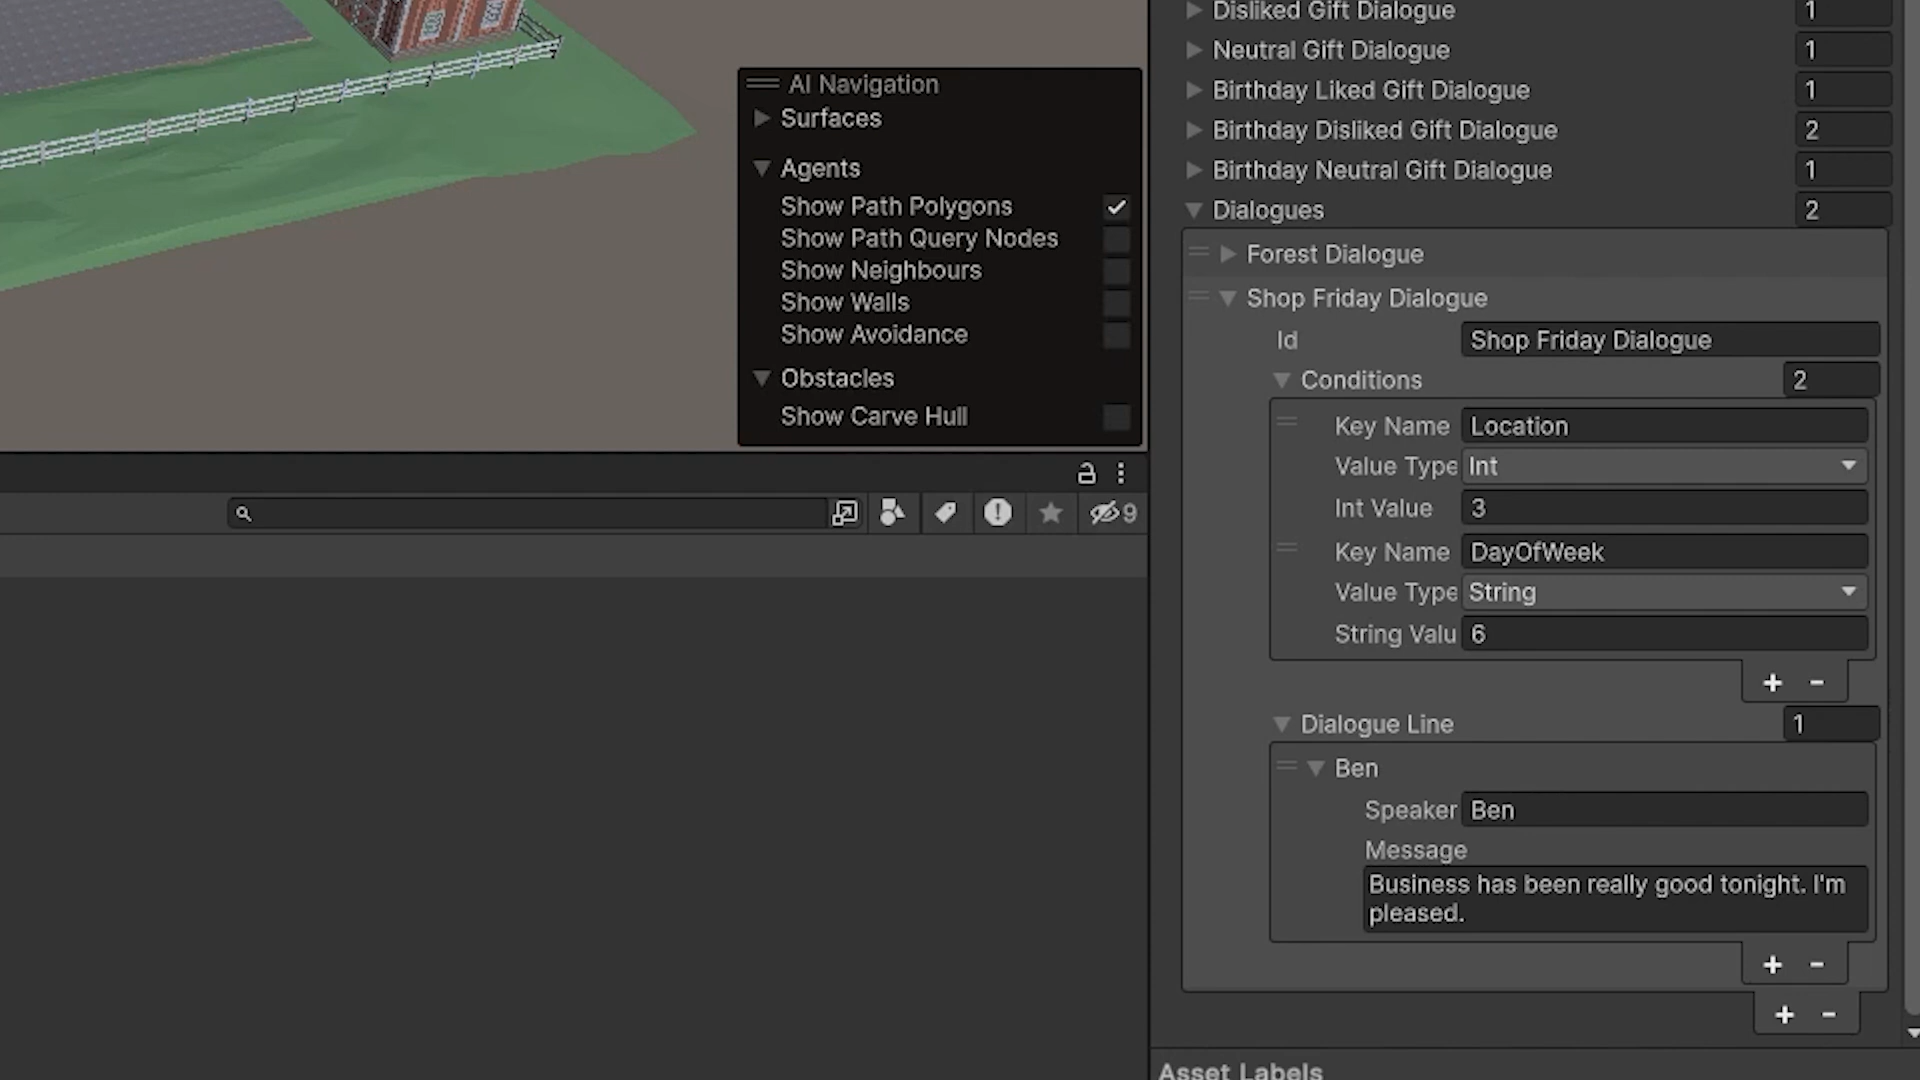 AI Navigation
Surfaces
Agents
Show Path Polygons
Show Path Query Nodes
Show Neighbours
Show Walls
Show Avoidance
Obstacles
Show Carve Hull
9
Disliked Gift Dialogue 1
Neutral Gift Dialogue 1
Birthday Liked Gift Dialogue 1
Birthday Disliked Gift Dialogue 2
Birthday Neutral Gift Dialogue 1
Dialogues 2
Forest Dialogue
Shop Friday Dialogue
Id Shop Friday Dialogue
Conditions 2
Key Name Location
Value Type Int
Int Value 3
Key Name DayOfWeek
Value Type String
String Valu 6
+ -
Dialogue Line 1
Ben
Speaker Ben
Message
Business has been really good tonight. I'm
pleased.
+ -
+ -
Asset Labels